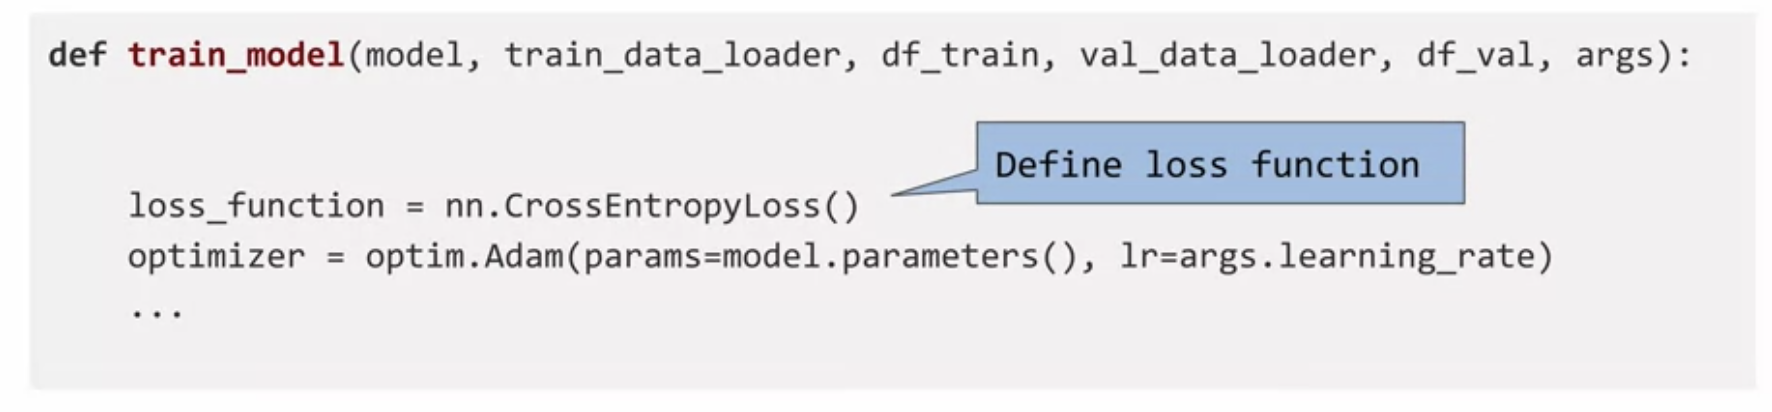 def train_model(model, train_data_loader, df_train, val_data_loader, df_val, args):
Define loss function
loss_function = nn.CrossEntropyLoss()
optimizer = optim.Adam(params=model.parameters(), lr=args.learning_rate)
...